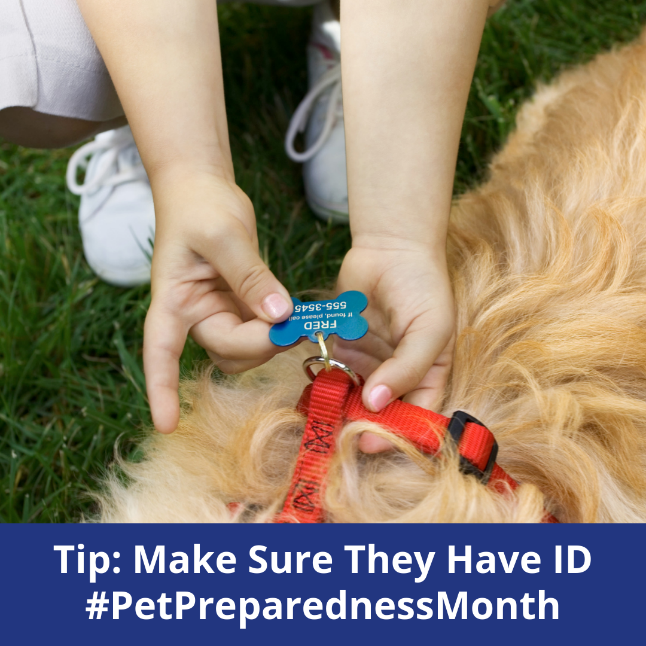 FRED
If found, please call
555-3545
Tip: Make Sure They Have ID
#PetPreparednessMonth